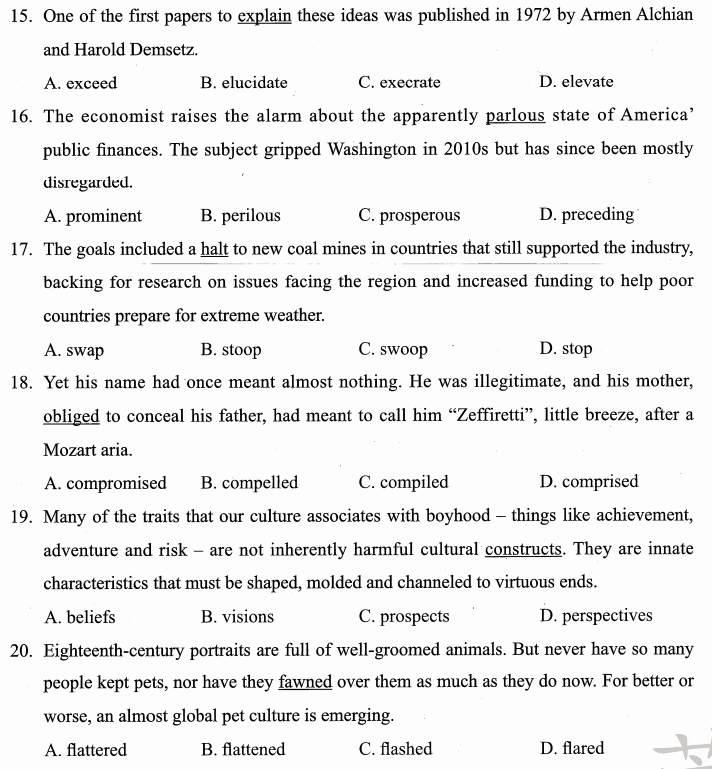 15. One of the first papers to explain these ideas was published in 1972 by Armen Alchian
and Harold Demsetz.
A. exceed B. elucidate C. execrate D. elevate
16. The economist raises the alarm about the apparently parlous state of America’
public finances. The subject gripped Washington in 2010s but has since been mostly
disregarded.
A. prominent B. perilous C. prosperous D. preceding
17. The goals included a halt to new coal mines in countries that still supported the industry,
backing for research on issues facing the region and increased funding to help poor
countries prepare for extreme weather.
A. swap B. stoop C. swoop D. stop
18. Yet his name had once meant almost nothing. He was illegitimate, and his mother,
obliged to conceal his father, had meant to call him “Zeffiretti”, little breeze, after a
Mozart aria.
A. compromised B. compelled C. compiled D. comprised
19. Many of the traits that our culture associates with boyhood – things like achievement,
adventure and risk – are not inherently harmful cultural constructs. They are innate
characteristics that must be shaped, molded and channeled to virtuous ends.
A. beliefs B. visions C. prospects D. perspectives
20. Eighteenth-century portraits are full of well-groomed animals. But never have so many
people kept pets, nor have they fawned over them as much as they do now. For better or
worse, an almost global pet culture is emerging.
A. flattered B. flattened C. flashed D. flared